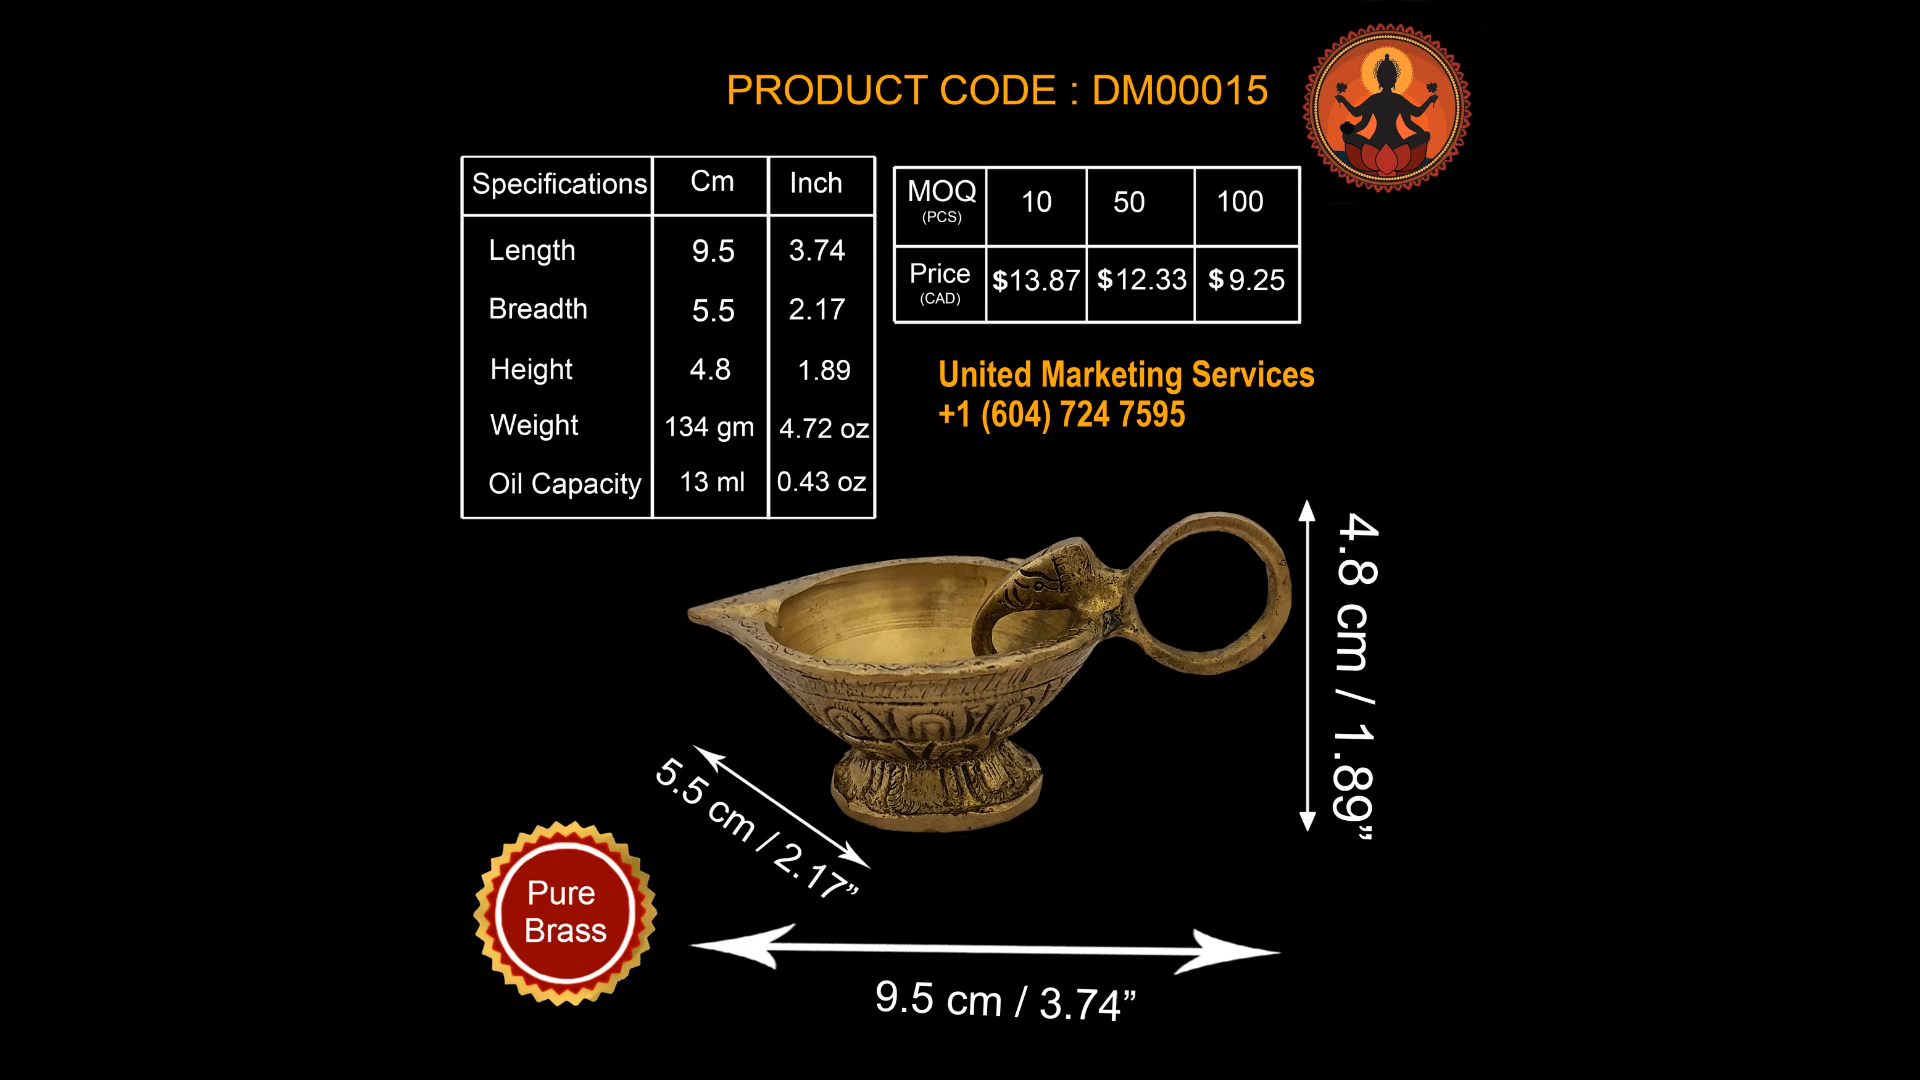 PRODUCT CODE : DM00015
Specifications Cm Inch
Length 9.5 3.74
Breadth 5.5 2.17
Height 4.8 1.89
Weight 134 gm 4.72 oz
Oil Capacity 13 ml 0.43 oz
MOQ (PCS) 10 50 100
Price (CAD) $13.87 $12.33 $9.25
United Marketing Services
+1 (604) 724 7595
4.8 cm / 1.89”
5.5 cm / 2.17”
Pure
Brass
9.5 cm / 3.74”